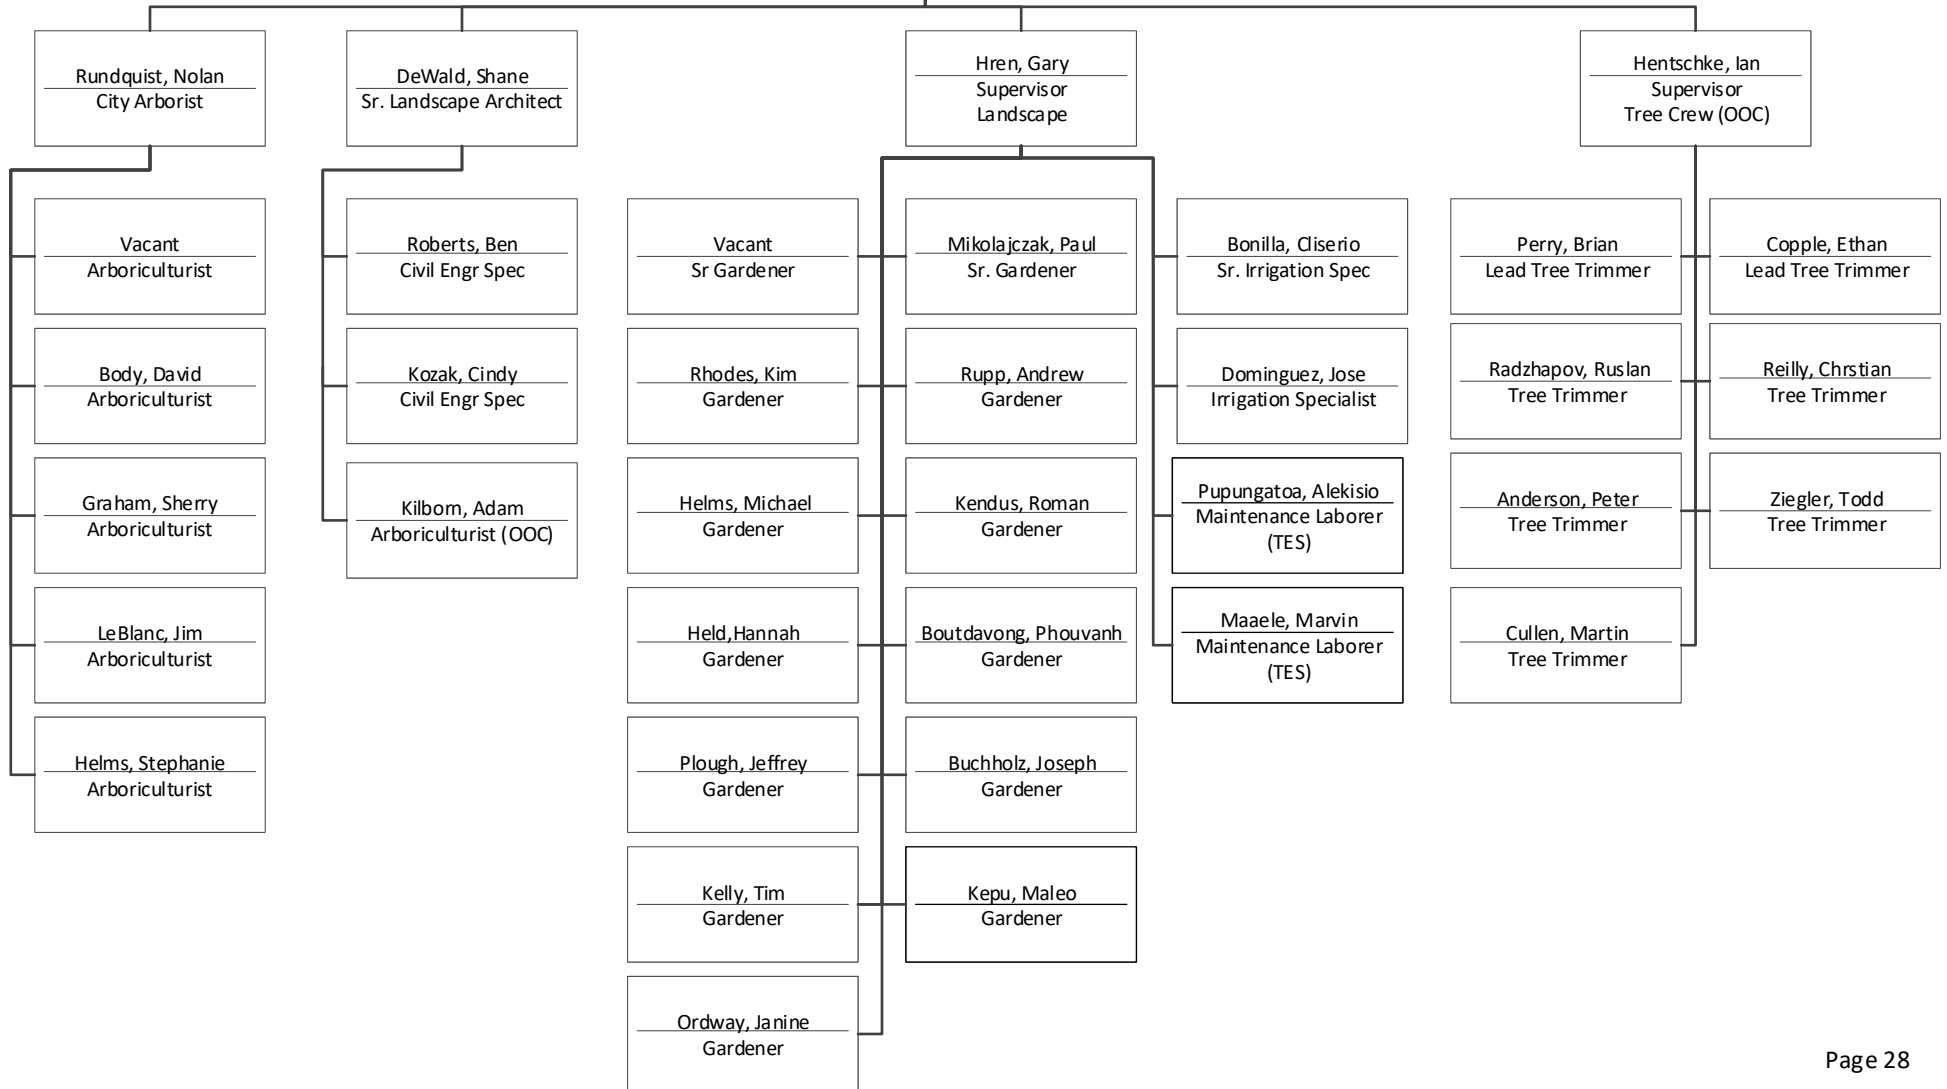 Rundquist, Nolan
City Arborist
DeWald, Shane
Sr. Landscape Architect
Hren, Gary
Supervisor
Landscape
Hentschke, Ian
Supervisor
Tree Crew (OOC)
Vacant
Arboriculturist
Body, David
Arboriculturist
Graham, Sherry
Arboriculturist
LeBlanc, Jim
Arboriculturist
Helms, Stephanie
Arboriculturist
Roberts, Ben
Civil Engr Spec
Kozak, Cindy
Civil Engr Spec
Kilborn, Adam
Arboriculturist (OOC)
Vacant
Sr Gardener
Rhodes, Kim
Gardener
Helms, Michael
Gardener
Held,Hannah
Gardener
Plough, Jeffrey
Gardener
Kelly, Tim
Gardener
Ordway, Janine
Gardener
Mikolajczak, Paul
Sr. Gardener
Rupp, Andrew
Gardener
Kendus, Roman
Gardener
Boutdavong, Phouvanh
Gardener
Buchholz, Joseph
Gardener
Kepu, Maleo
Gardener
Bonilla, Cliserio
Sr. Irrigation Spec
Dominguez, Jose
Irrigation Specialist
Pupungatoa, Alekisio
Maintenance Laborer
(TES)
Maaele, Marvin
Maintenance Laborer
(TES)
Perry, Brian
Lead Tree Trimmer
Radzhapov, Ruslan
Tree Trimmer
Anderson, Peter
Tree Trimmer
Cullen, Martin
Tree Trimmer
Copple, Ethan
Lead Tree Trimmer
Reilly, Chrstian
Tree Trimmer
Ziegler, Todd
Tree Trimmer
Page 28